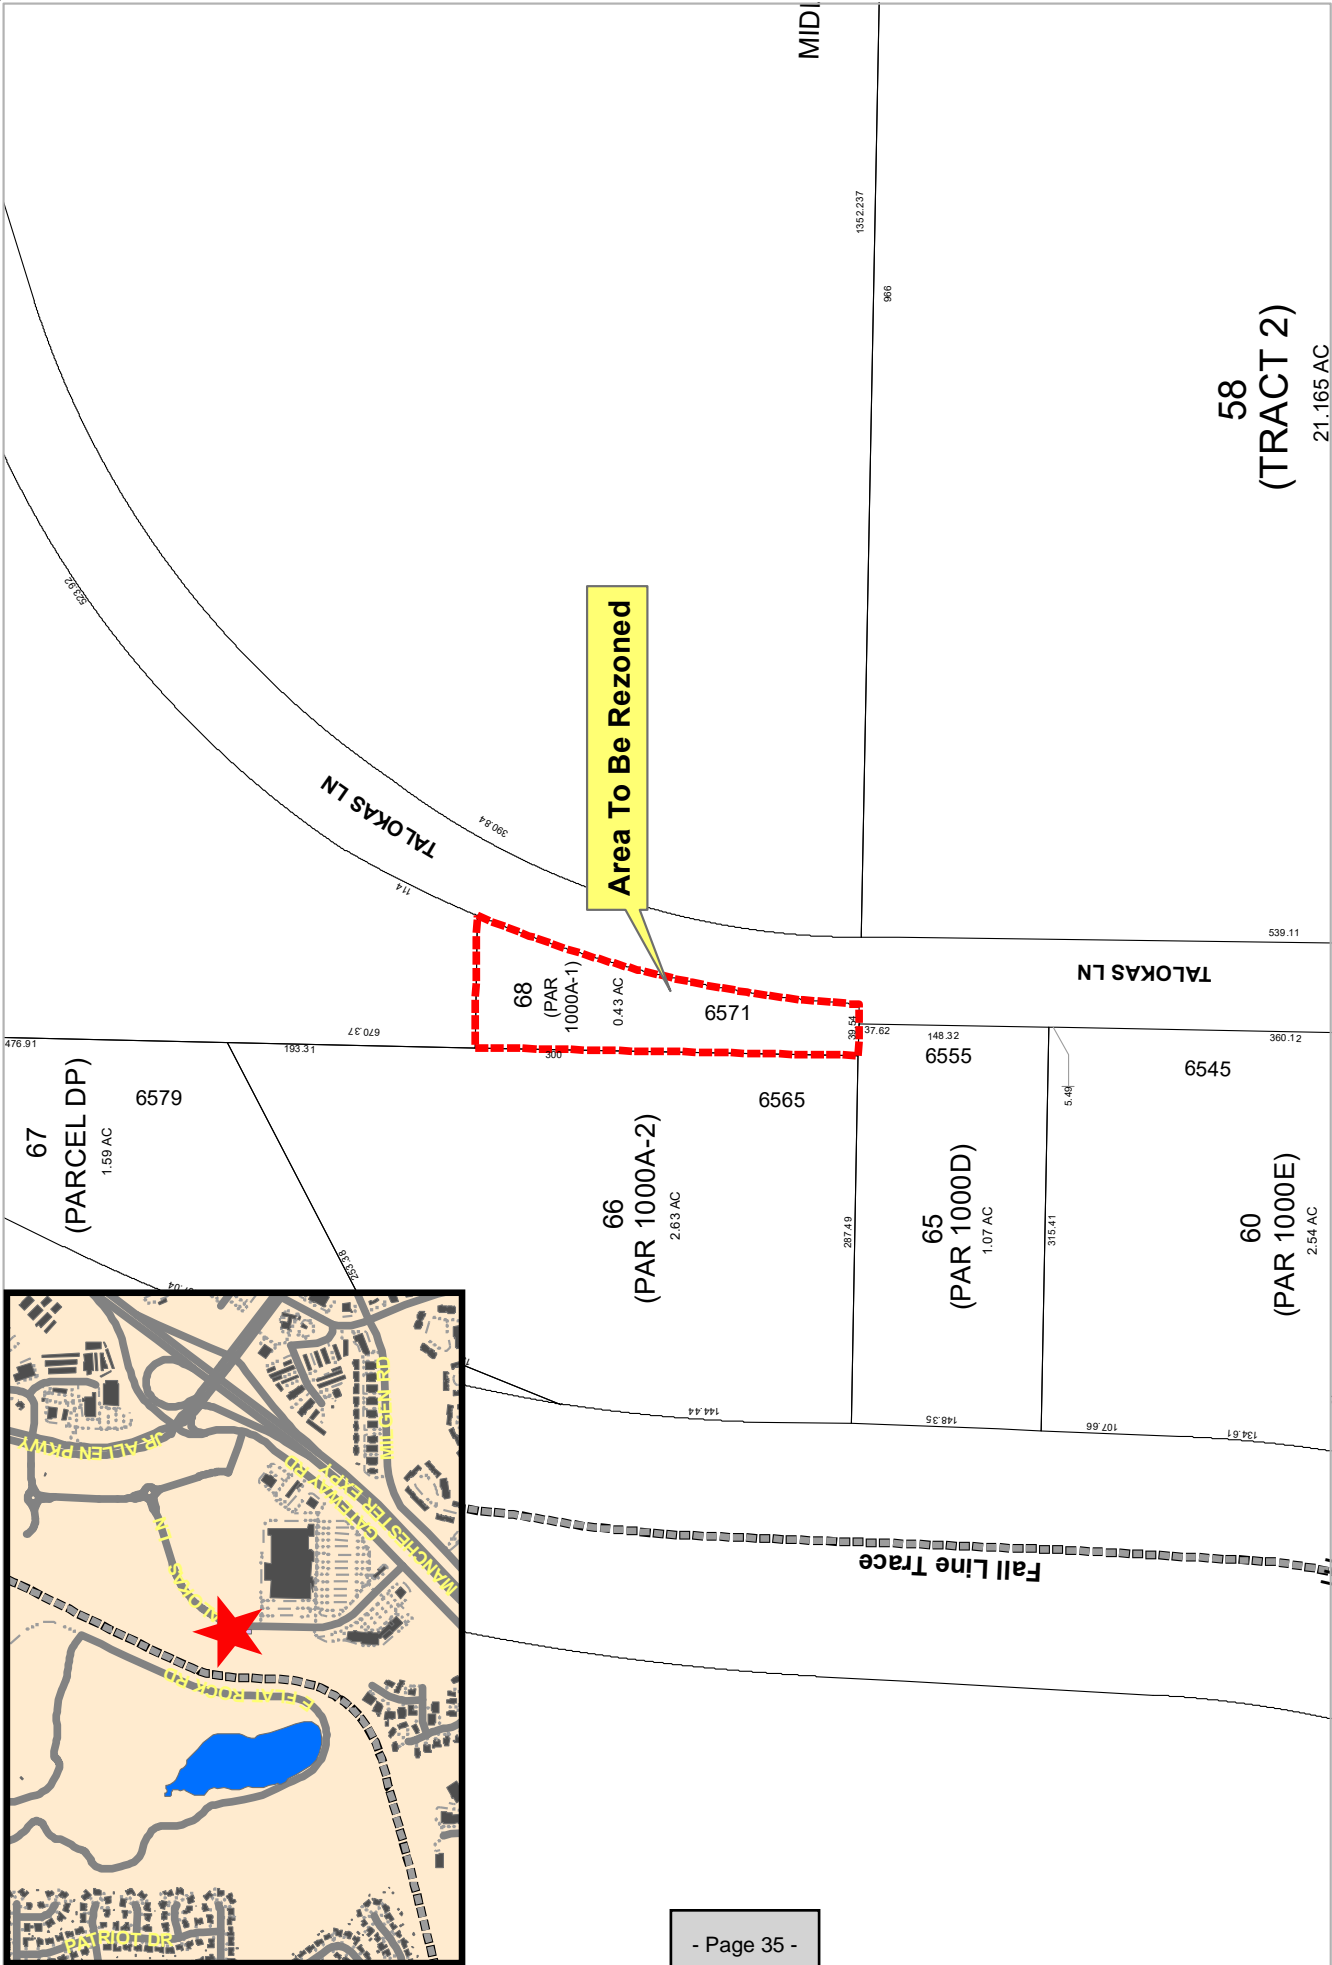 MIDL
1352.237
966
58
(TRACT 2)
21.165 AC
523.92
TALOKAS LN
390.84
114
Area To Be Rezoned
539.11
TALOKAS LN
68
(PAR
1000A-1)
0.43 AC
6571
39.54
37.62
148.32
360.12
670.37
476.91
193.31
300
6555
6545
5.49
67
(PARCEL DP)
1.59 AC
6579
6565
66
(PAR 1000A-2)
2.63 AC
287.49
65
(PAR 1000D)
1.07 AC
315.41
60
(PAR 1000E)
2.54 AC
253.38
144.44
148.35
107.66
134.61
Fall Line Trace
JR ALLEN PKWY
MILGEN RD
GATEWAY RD
MANCHESTER EXPY
E FLAT ROCK RD
PATRIOT DR
- Page 35 -